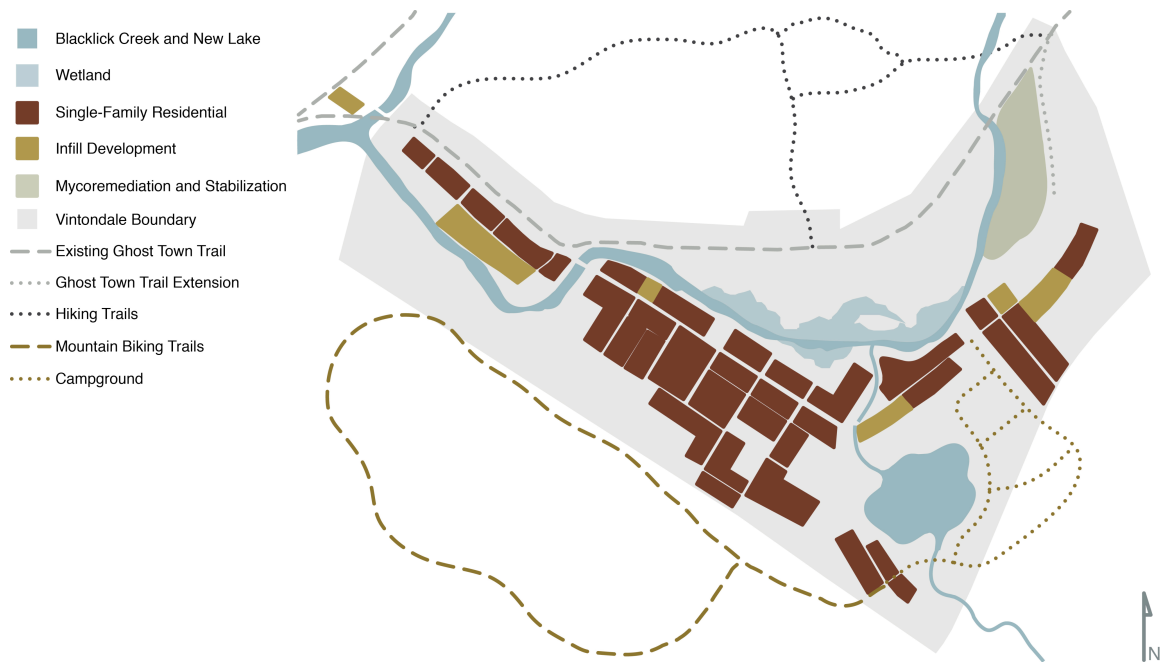 Blacklick Creek and New Lake
Wetland
Single-Family Residential
Infill Development
Mycoremediation and Stabilization
Vintondale Boundary
Existing Ghost Town Trail
Ghost Town Trail Extension
Hiking Trails
Mountain Biking Trails
Campground
N